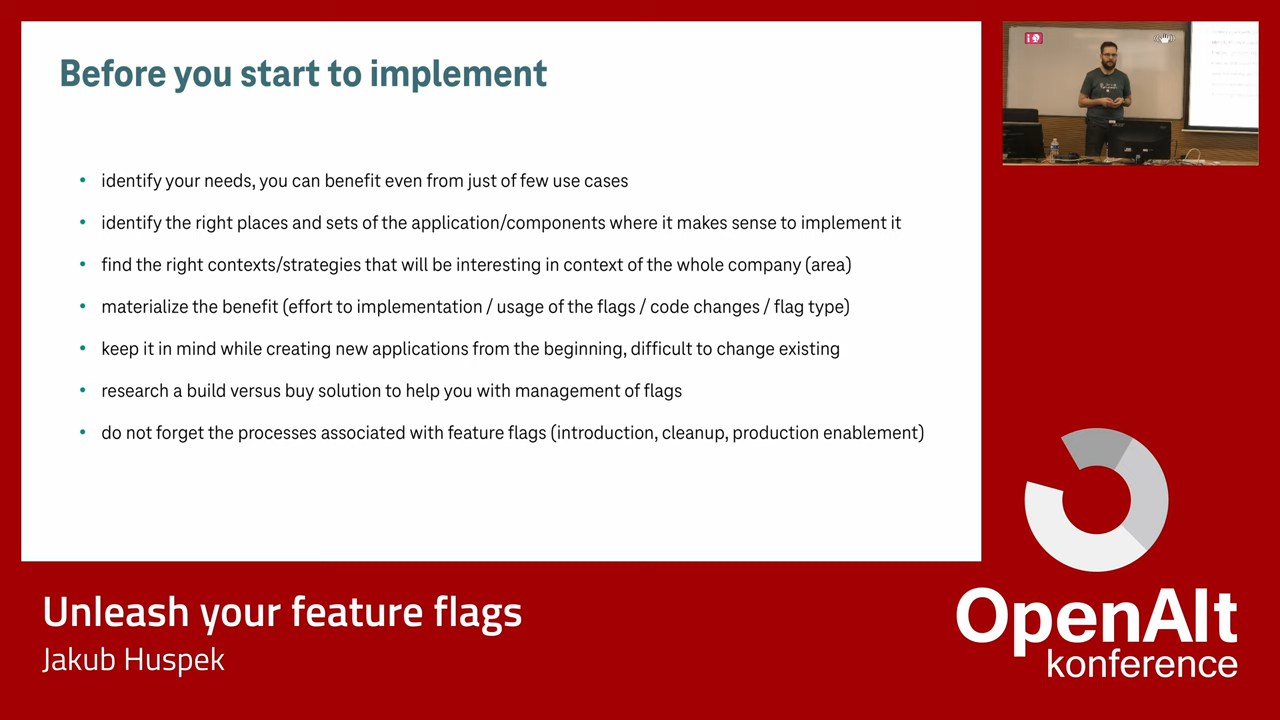 Before you start to implement
identify your needs, you can benefit even from just of few use cases
identify the right places and sets of the application/components where it makes sense to implement it
find the right contexts/strategies that will be interesting in context of the whole company (area)
materialize the benefit (effort to implementation / usage of the flags / code changes / flag type)
keep it in mind while creating new applications from the beginning, difficult to change existing
research a build versus buy solution to help you with management of flags
do not forget the processes associated with feature flags (introduction, cleanup, production enablement)
Unleash your feature flags
Jakub Huspek
OpenAlt
konference